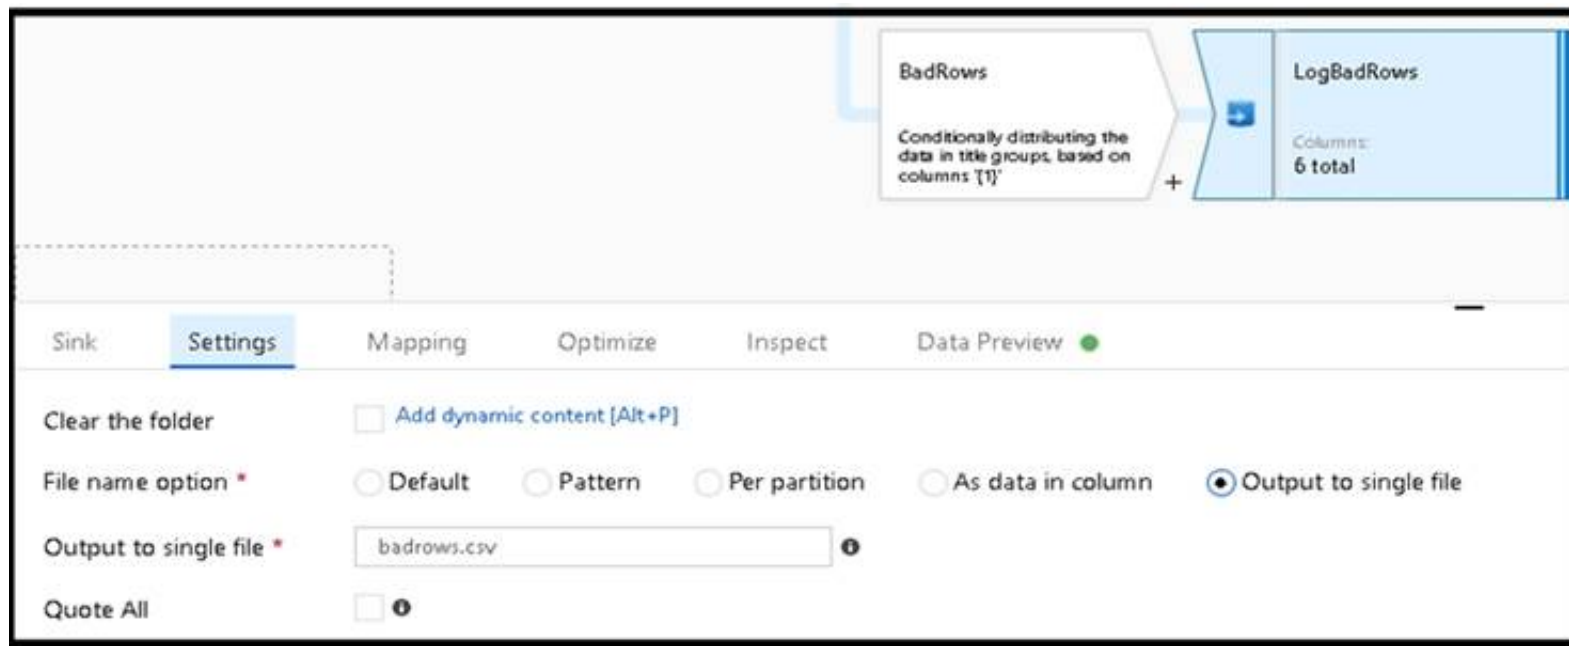 BadRows
Conditionally distributing the
data in title groups, based on
columns '{1}'
+
LogBadRows
Columns:
6 total
Sink Settings Mapping Optimize Inspect Data Preview
Clear the folder Add dynamic content [Alt+P]
File name option * Default Pattern Per partition As data in column Output to single file
Output to single file * badrows.csv
Quote All